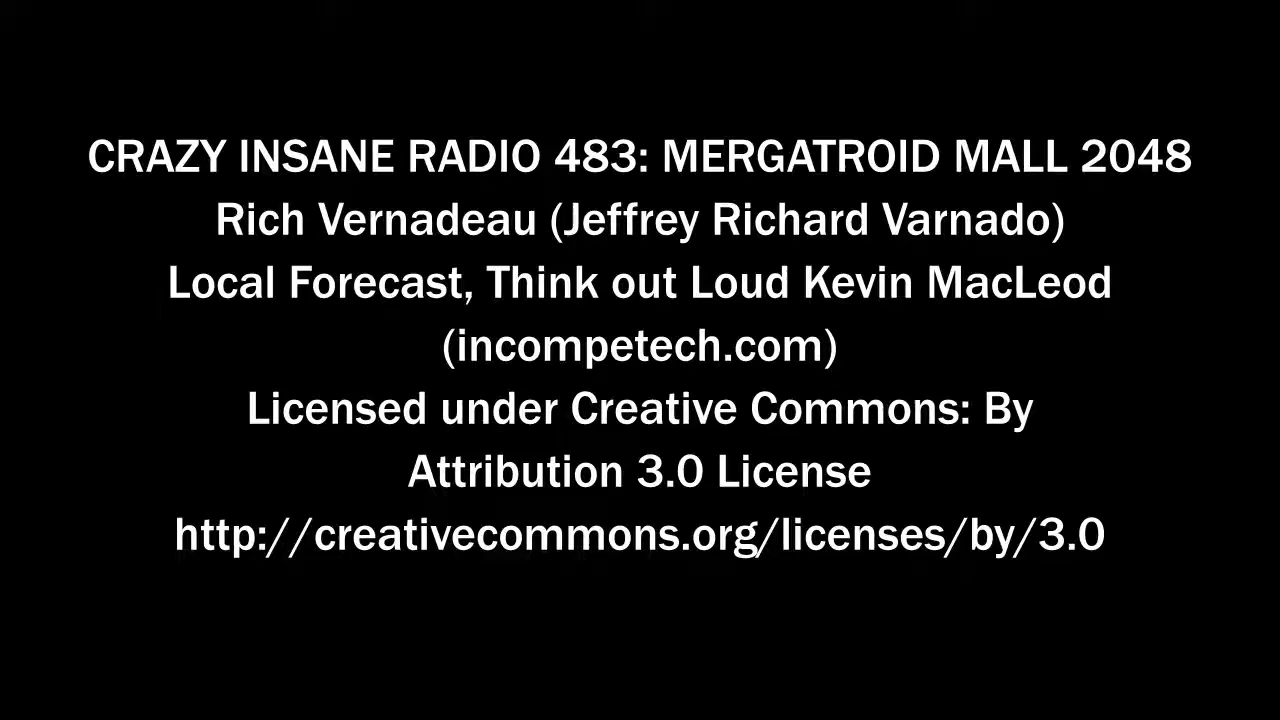 CRAZY INSANE RADIO 483: MERGATROID MALL 2048
Rich Vernadeau (Jeffrey Richard Varnado)
Local Forecast, Think out Loud Kevin MacLeod
(incompetech.com)
Licensed under Creative Commons: By
Attribution 3.0 License
http://creativecommons.org/licenses/by/3.0